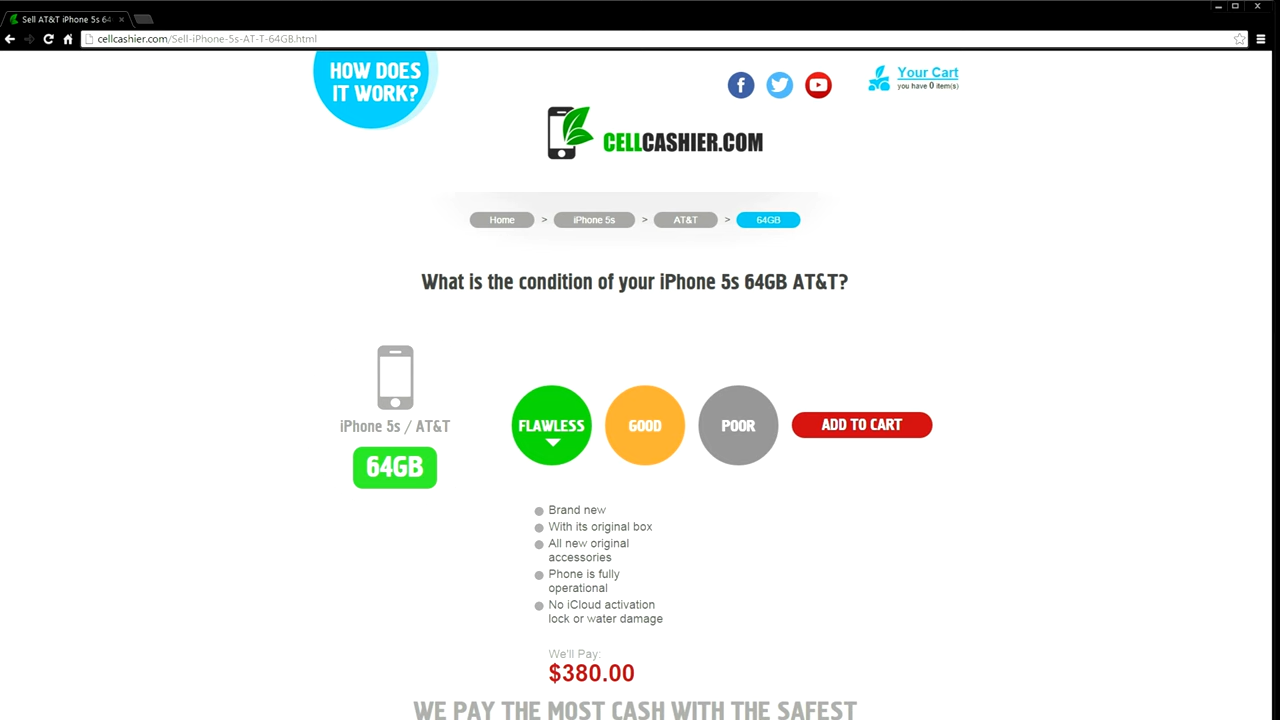 Sell AT&T iPhone 5s 64
cellcashier.com/Sell-iPhone-5s-AT-T-64GB.html
HOW DOES
IT WORK?
Your Cart
you have 0 item(s)
CELLCASHIER.COM
Home > iPhone 5s > AT&T > 64GB
What is the condition of your iPhone 5s 64GB AT&T?
iPhone 5s / AT&T
64GB
FLAWLESS
GOOD
POOR
ADD TO CART
Brand new
With its original box
All new original
accessories
Phone is fully
operational
No iCloud activation
lock or water damage
We'll Pay:
$380.00
WE PAY THE MOST CASH WITH THE SAFEST